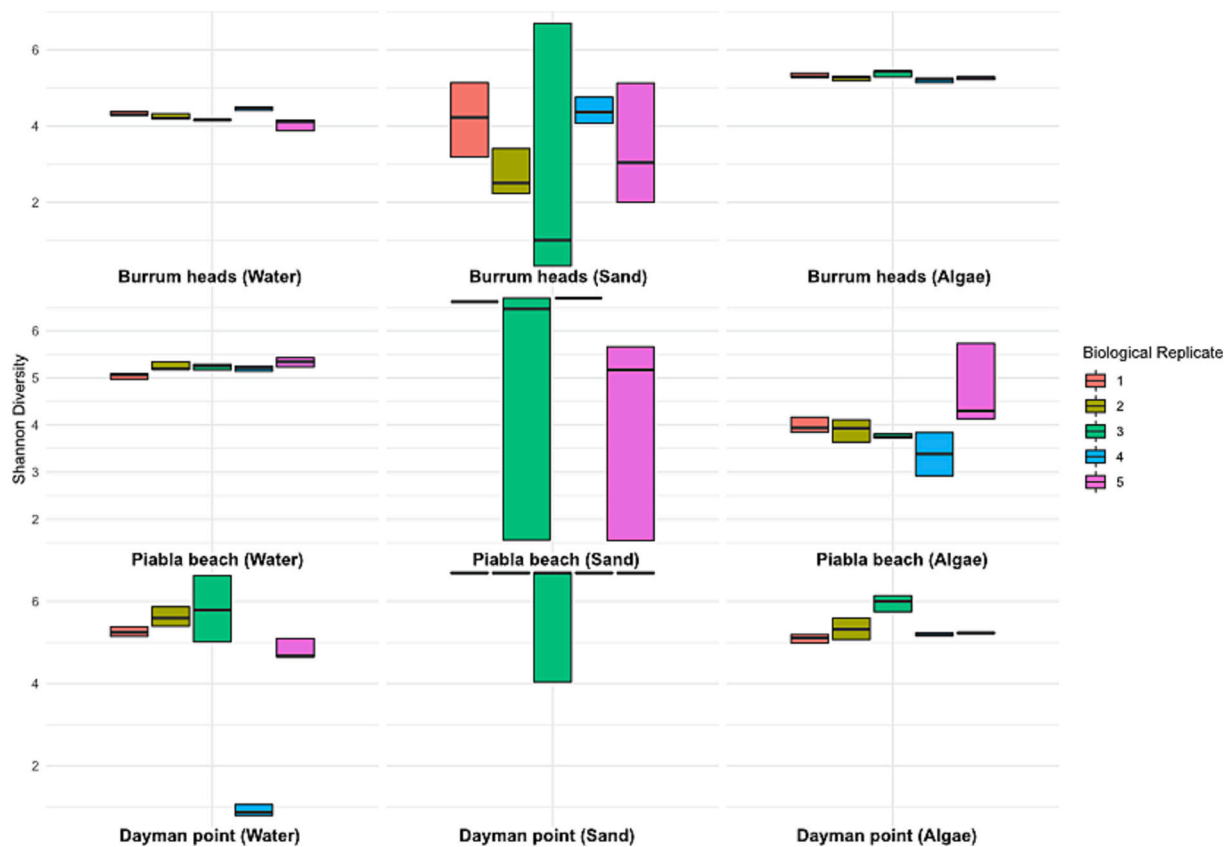 6
4
2
Burrum heads (Water)
Burrum heads (Sand)
Burrum heads (Algae)
Shannon Diversity
6
5
4
3
2
Piabla beach (Water)
Piabla beach (Sand)
Piabla beach (Algae)
6
4
2
Dayman point (Water)
Dayman point (Sand)
Dayman point (Algae)
Biological Replicate
1
2
3
4
5